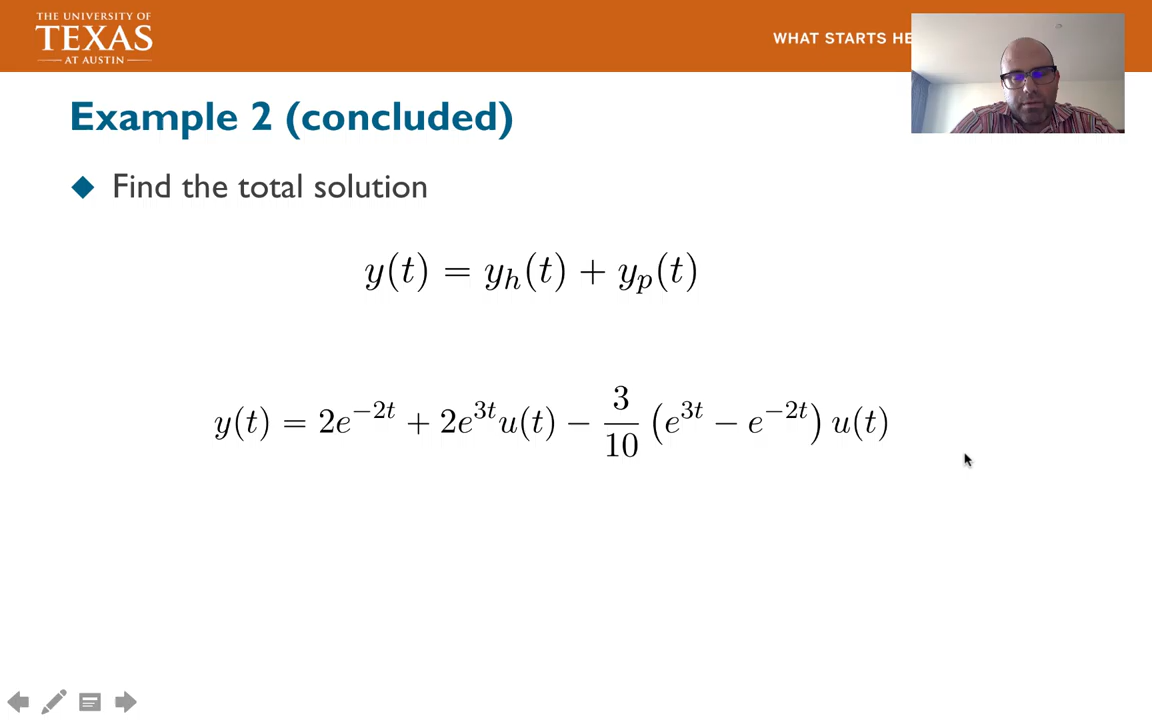 THE UNIVERSITY OF
TEXAS
AT AUSTIN
WHAT STARTS HE
Example 2 (concluded)
Find the total solution
y(t) = y_h(t) + y_p(t)
y(t) = 2e^{-2t} + 2e^{3t}u(t) − \frac{3}{10} (e^{3t} − e^{-2t}) u(t)